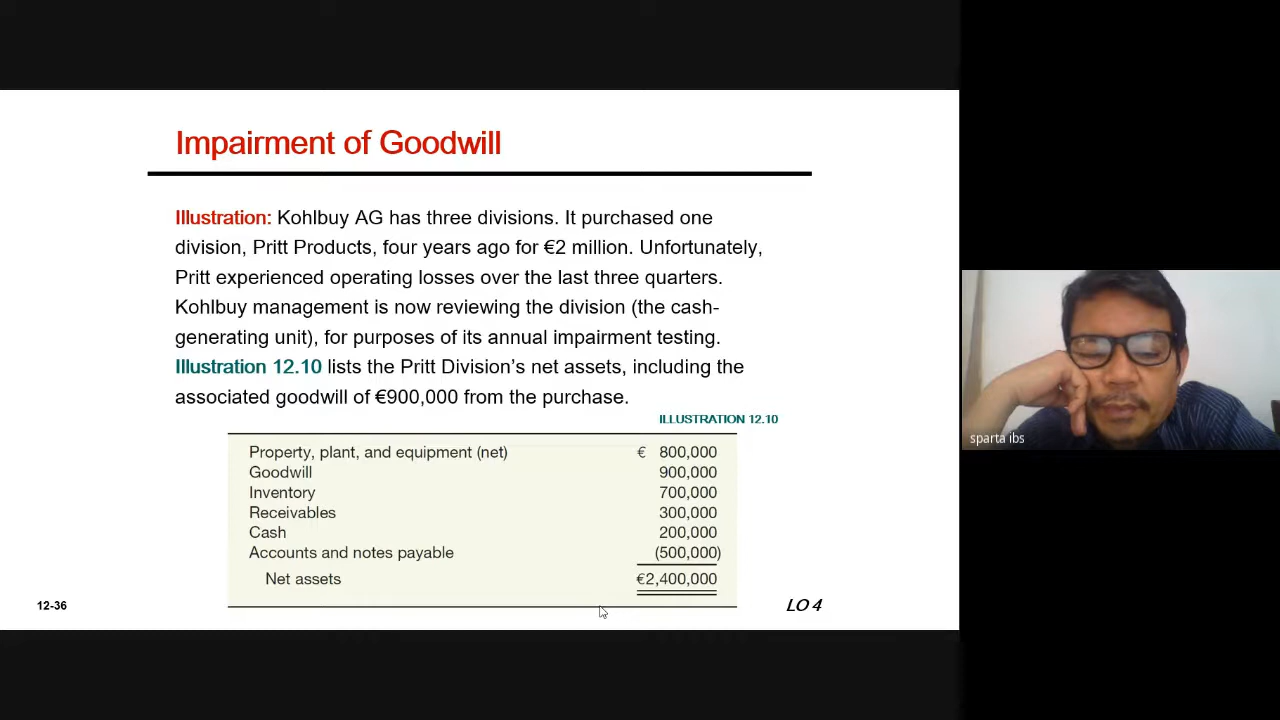 Impairment of Goodwill
Illustration: Kohlbuy AG has three divisions. It purchased one
division, Pritt Products, four years ago for €2 million. Unfortunately,
Pritt experienced operating losses over the last three quarters.
Kohlbuy management is now reviewing the division (the cash-
generating unit), for purposes of its annual impairment testing.
Illustration 12.10 lists the Pritt Division's net assets, including the
associated goodwill of €900,000 from the purchase.
ILLUSTRATION 12.10
Property, plant, and equipment (net) € 800,000
Goodwill 900,000
Inventory 700,000
Receivables 300,000
Cash 200,000
Accounts and notes payable (500,000)
Net assets €2,400,000
12-36
LO 4
sparta ibs